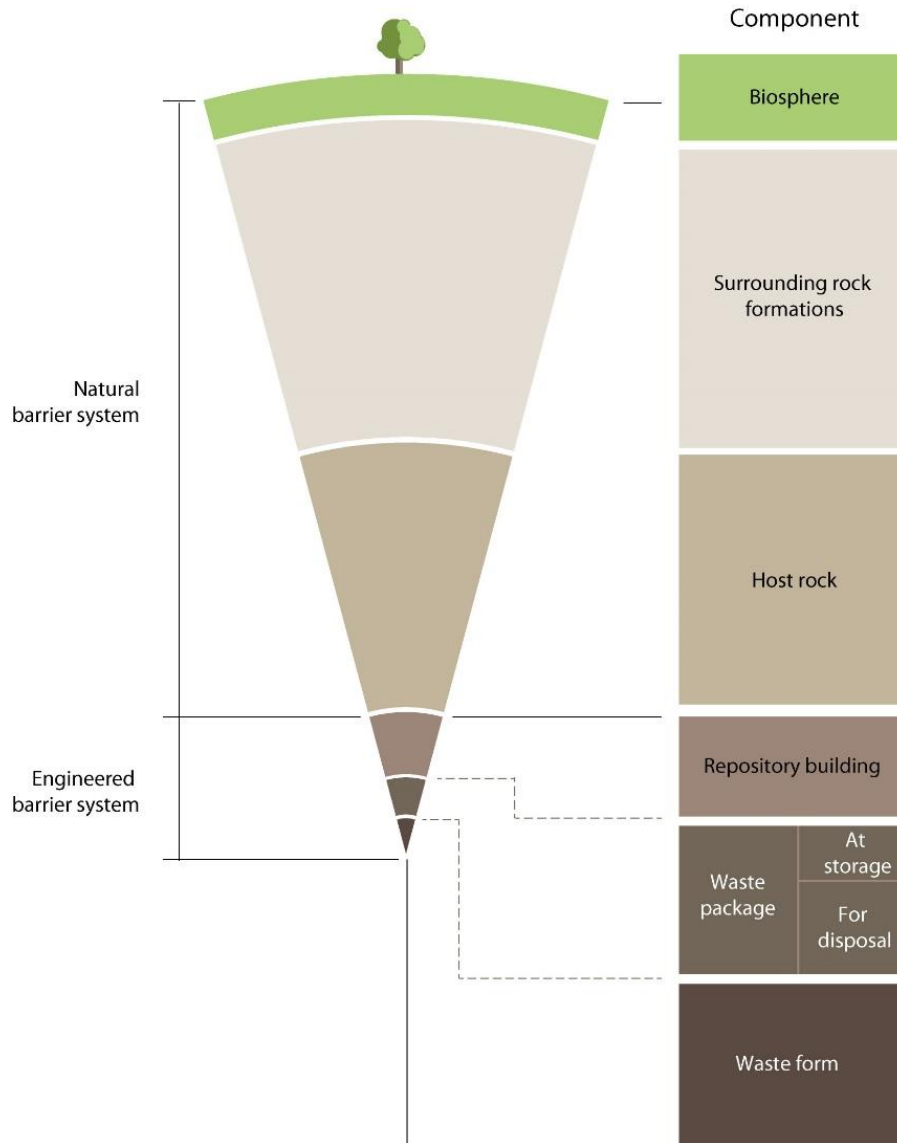 Component
Biosphere
Surrounding rock
formations
Natural
barrier system
Host rock
Engineered
barrier system
Repository building
Waste
package
At
storage
For
disposal
Waste form